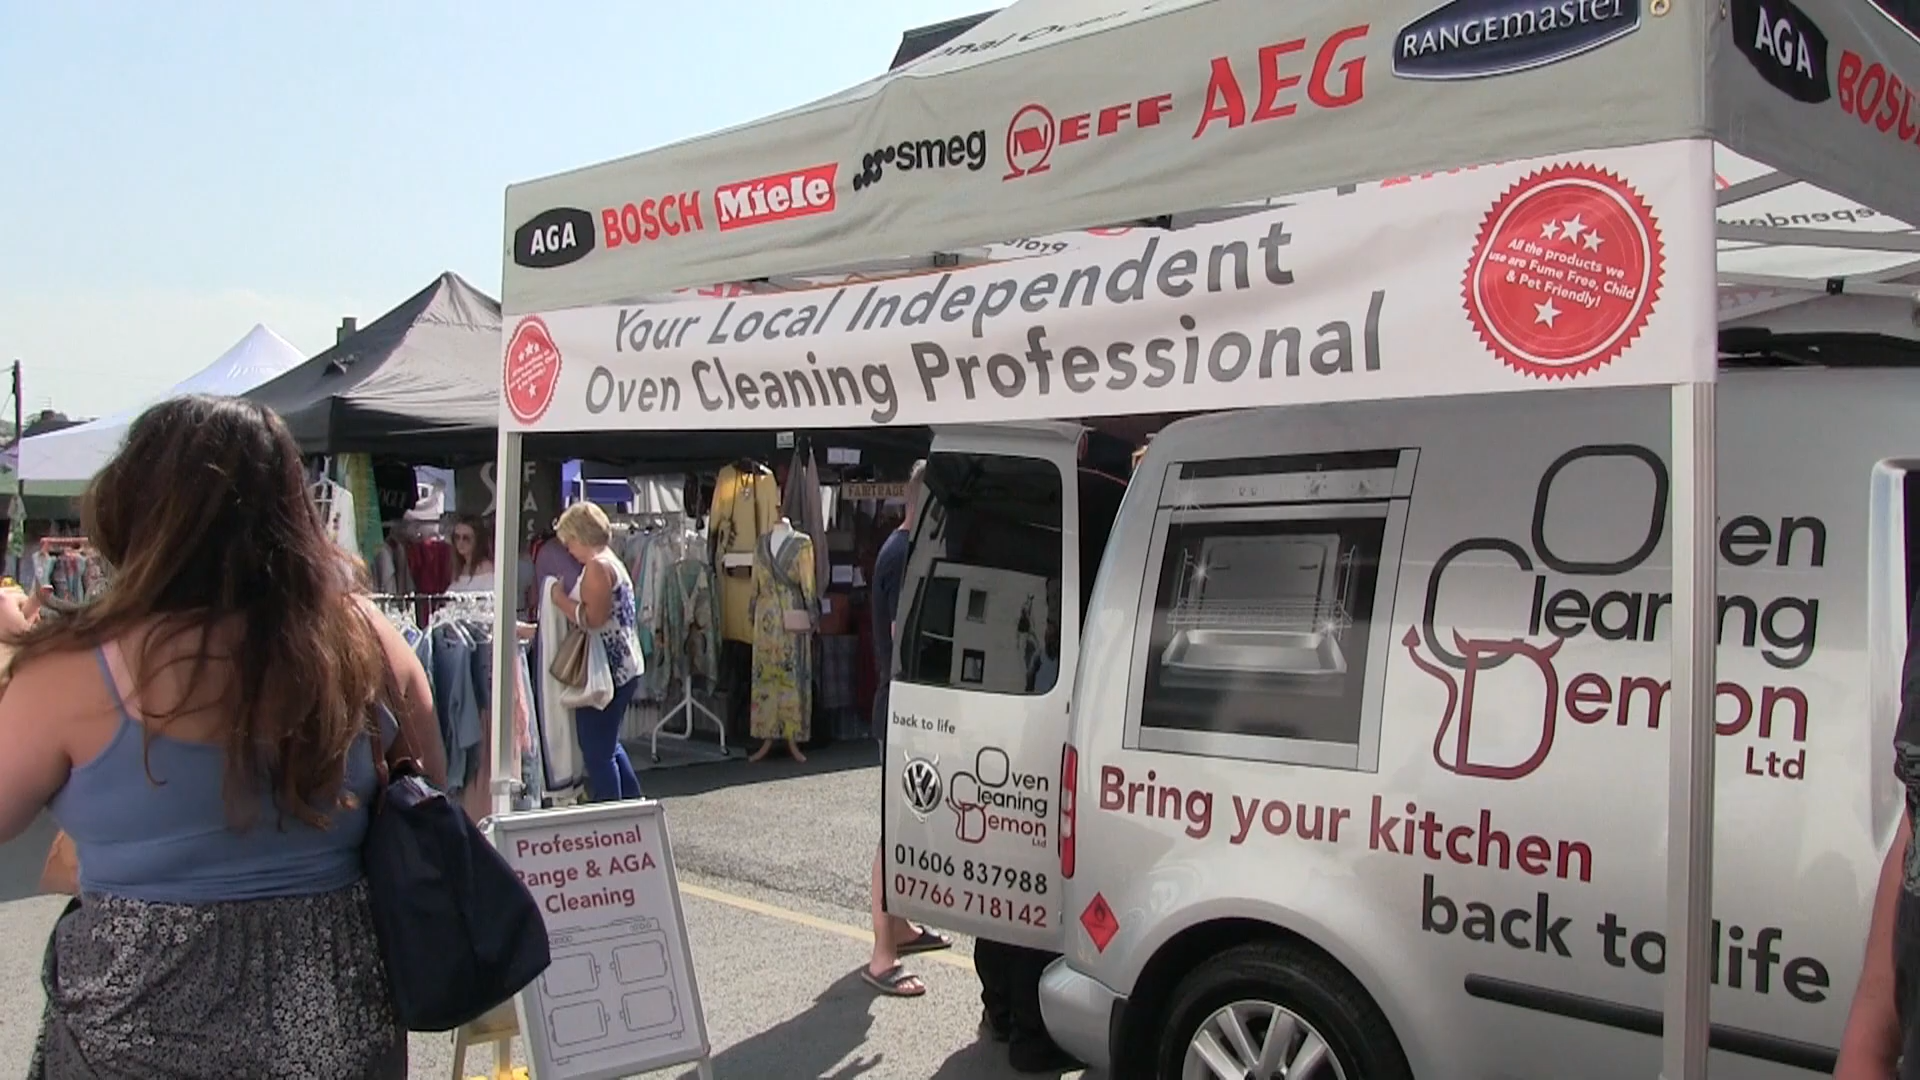 AGA BOSCH Miele smeg NEFF AEG RANGEmaster
AGA BOSC
Your Local Independent
Oven Cleaning Professional
All the products we
use are Fume Free, Child
& Pet Friendly!
FAIRTRADE
Oven
Cleaning
Demon
Ltd
Bring your kitchen
back to life
back to life
Oven
Cleaning
Demon
Ltd
01606 837988
07766 718142
Professional
Range & AGA
Cleaning